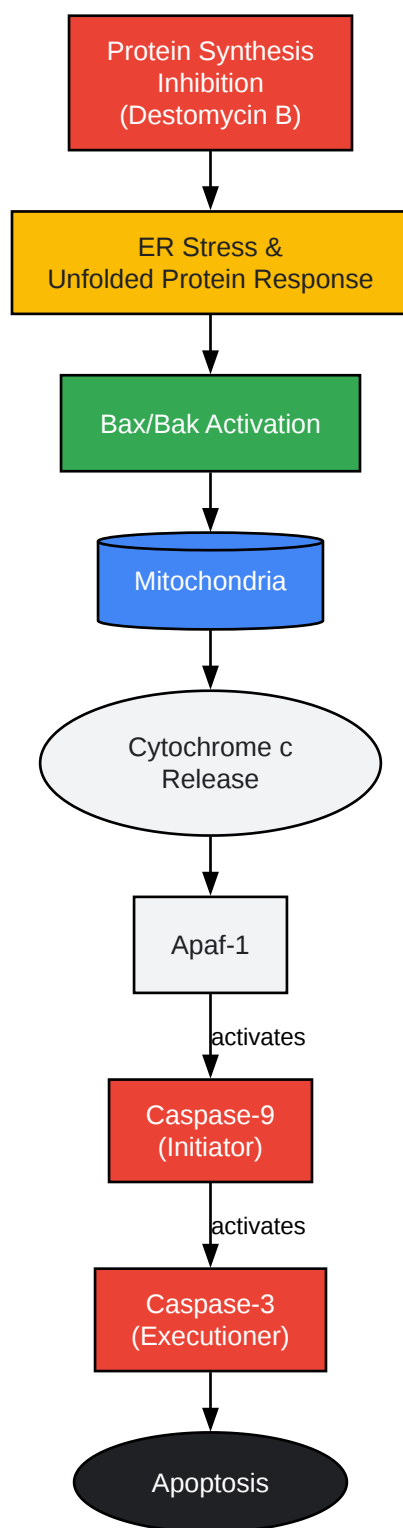 Protein Synthesis
Inhibition
(Destomycin B)
ER Stress &
Unfolded Protein Response
Bax/Bak Activation
Mitochondria
Cytochrome c
Release
Apaf-1
activates
Caspase-9
(Initiator)
activates
Caspase-3
(Executioner)
Apoptosis